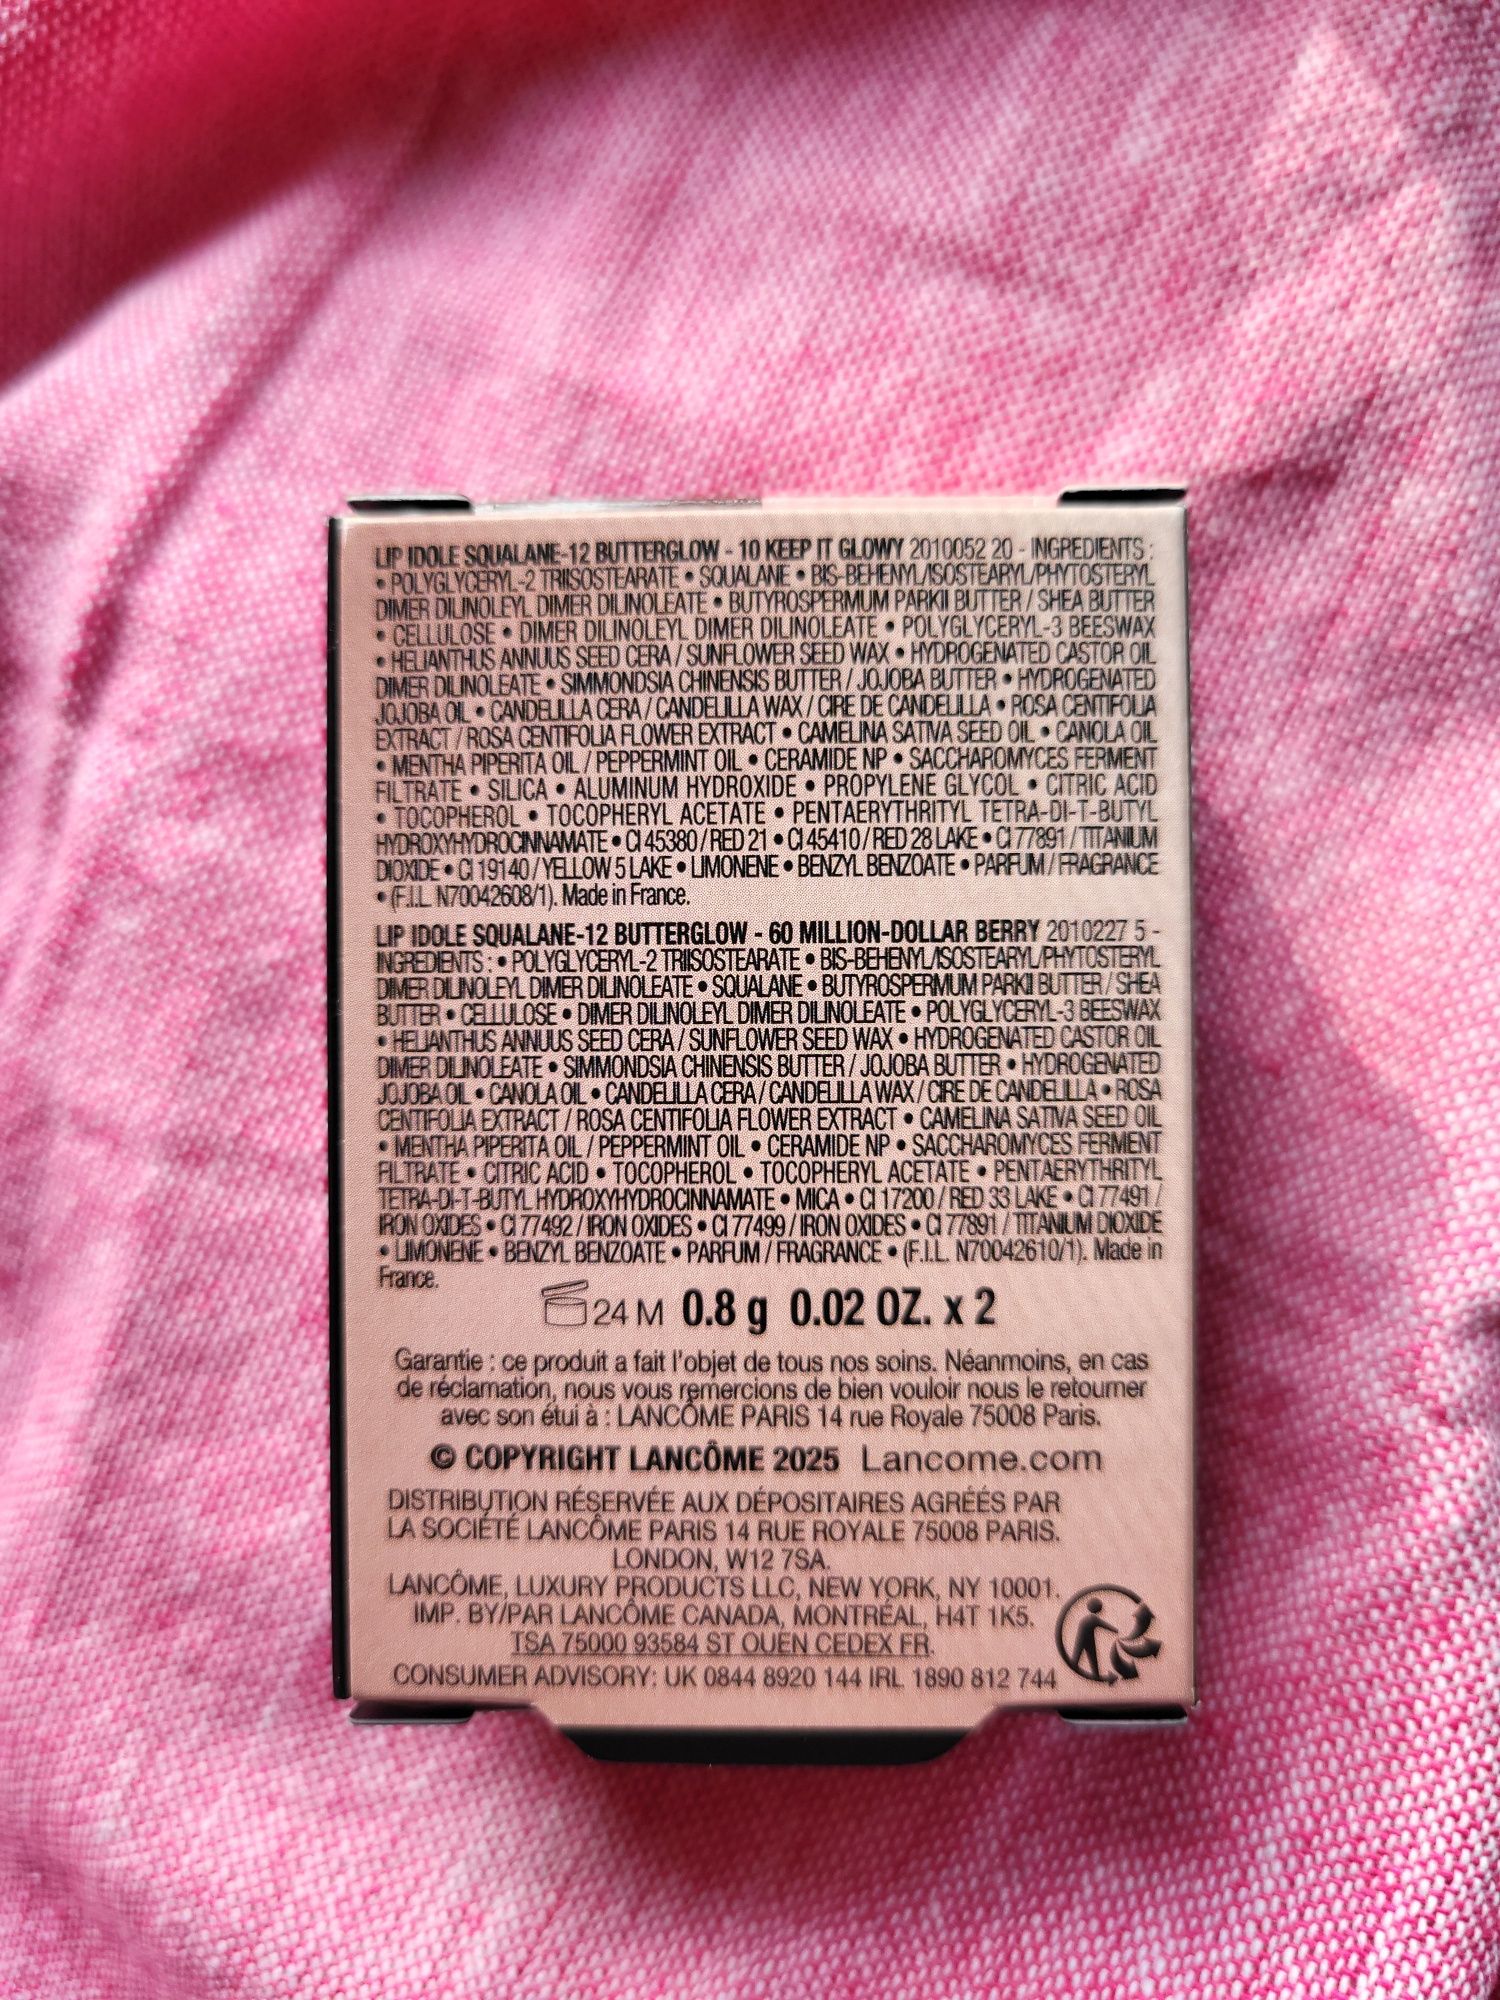 LIP IDOLE SQUALANE-12 BUTTERGLOW - 10 KEEP IT GLOWY 2010052 20 - INGREDIENTS :
• POLYGLYCERYL-2 TRIISOSTEARATE • SQUALANE • BIS-BEHENYL/ISOSTEARYL/PHYTOSTERYL
DIMER DILINOLEYL DIMER DILINOLEATE • BUTYROSPERMUM PARKII BUTTER / SHEA BUTTER
• CELLULOSE • DIMER DILINOLEYL DIMER DILINOLEATE • POLYGLYCERYL-3 BEESWAX
• HELIANTHUS ANNUUS SEED CERA / SUNFLOWER SEED WAX • HYDROGENATED CASTOR OIL
DIMER DILINOLEATE • SIMMONDSIA CHINENSIS BUTTER / JOJOBA BUTTER • HYDROGENATED
JOJOBA OIL • CANDELILLA CERA / CANDELILLA WAX / CIRE DE CANDELILLA • ROSA CENTIFOLIA
EXTRACT / ROSA CENTIFOLIA FLOWER EXTRACT • CAMELINA SATIVA SEED OIL • CANOLA OIL
• MENTHA PIPERITA OIL / PEPPERMINT OIL • CERAMIDE NP • SACCHAROMYCES FERMENT
FILTRATE • SILICA • ALUMINUM HYDROXIDE • PROPYLENE GLYCOL • CITRIC ACID
• TOCOPHEROL • TOCOPHERYL ACETATE • PENTAERYTHRITYL TETRA-DI-T-BUTYL
HYDROXYHYDROCINNAMATE • CI 45380 / RED 21 • CI 45410 / RED 28 LAKE • CI 77891 / TITANIUM
DIOXIDE • CI 19140 / YELLOW 5 LAKE • LIMONENE • BENZYL BENZOATE • PARFUM / FRAGRANCE
• (F.I.L. N70042608/1). Made in France.
LIP IDOLE SQUALANE-12 BUTTERGLOW - 60 MILLION-DOLLAR BERRY 2010227 5 -
INGREDIENTS : • POLYGLYCERYL-2 TRIISOSTEARATE • BIS-BEHENYL/ISOSTEARYL/PHYTOSTERYL
DIMER DILINOLEYL DIMER DILINOLEATE • SQUALANE • BUTYROSPERMUM PARKII BUTTER / SHEA
BUTTER • CELLULOSE • DIMER DILINOLEYL DIMER DILINOLEATE • POLYGLYCERYL-3 BEESWAX
• HELIANTHUS ANNUUS SEED CERA / SUNFLOWER SEED WAX • HYDROGENATED CASTOR OIL
DIMER DILINOLEATE • SIMMONDSIA CHINENSIS BUTTER / JOJOBA BUTTER • HYDROGENATED
JOJOBA OIL • CANOLA OIL • CANDELILLA CERA / CANDELILLA WAX / CIRE DE CANDELILLA • ROSA
CENTIFOLIA EXTRACT / ROSA CENTIFOLIA FLOWER EXTRACT • CAMELINA SATIVA SEED OIL
• MENTHA PIPERITA OIL / PEPPERMINT OIL • CERAMIDE NP • SACCHAROMYCES FERMENT
FILTRATE • CITRIC ACID • TOCOPHEROL • TOCOPHERYL ACETATE • PENTAERYTHRITYL
TETRA-DI-T-BUTYL HYDROXYHYDROCINNAMATE • MICA • CI 17200 / RED 33 LAKE • CI 77491 /
IRON OXIDES • CI 77492 / IRON OXIDES • CI 77499 / IRON OXIDES • CI 77891 / TITANIUM DIOXIDE
• LIMONENE • BENZYL BENZOATE • PARFUM / FRAGRANCE • (F.I.L. N70042610/1). Made in
France.
24 M 0.8 g 0.02 OZ. x 2
Garantie : ce produit a fait l'objet de tous nos soins. Néanmoins, en cas
de réclamation, nous vous remercions de bien vouloir nous le retourner
avec son étui à : LANCÔME PARIS 14 rue Royale 75008 Paris.
© COPYRIGHT LANCÔME 2025 Lancome.com
DISTRIBUTION RÉSERVÉE AUX DÉPOSITAIRES AGRÉÉS PAR
LA SOCIÉTÉ LANCÔME PARIS 14 RUE ROYALE 75008 PARIS.
LONDON, W12 7SA.
LANCÔME, LUXURY PRODUCTS LLC, NEW YORK, NY 10001.
IMP. BY/PAR LANCÔME CANADA, MONTRÉAL, H4T 1K5.
TSA 75000 93584 ST OUEN CEDEX FR.
CONSUMER ADVISORY: UK 0844 8920 144 IRL 1890 812 744